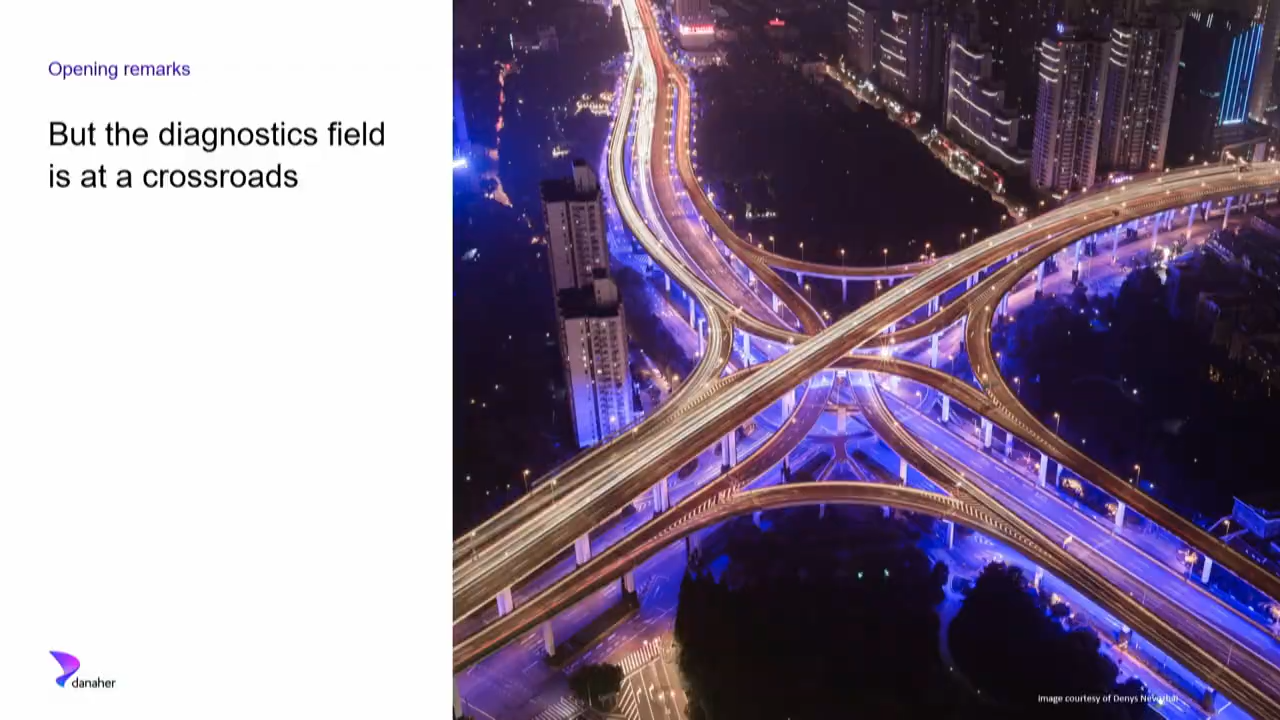 Opening remarks
But the diagnostics field
is at a crossroads
danaher
Image courtesy of Denys